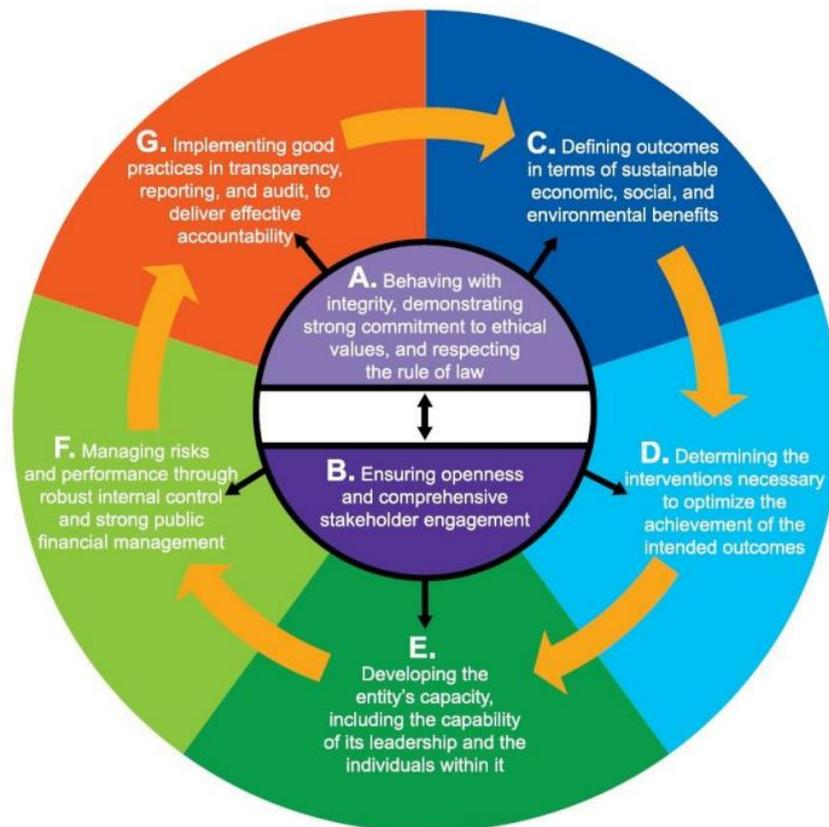 A. Behaving with
integrity, demonstrating
strong commitment to ethical
values, and respecting
the rule of law
B. Ensuring openness
and comprehensive
stakeholder engagement
C. Defining outcomes
in terms of sustainable
economic, social, and
environmental benefits
D. Determining the
interventions necessary
to optimize the
achievement of the
intended outcomes
E.
Developing the
entity's capacity,
including the capability
of its leadership and the
individuals within it
F. Managing risks
and performance through
robust internal control
and strong public
financial management
G. Implementing good
practices in transparency,
reporting, and audit, to
deliver effective
accountability